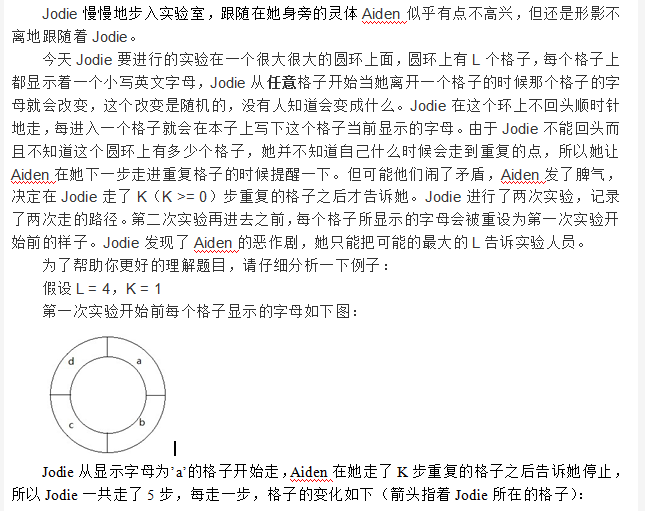 Jodie 慢慢地步入实验室，跟随在她身旁的灵体 Aiden 似乎有点不高兴，但还是形影不
离地跟随着 Jodie。
今天 Jodie 要进行的实验在一个很大很大的圆环上面，圆环上有 L 个格子，每个格子上
都显示着一个小写英文字母，Jodie 从任意格子开始当她离开一个格子的时候那个格子的字
母就会改变，这个改变是随机的，没有人知道会变成什么。Jodie 在这个环上不回头顺时针
地走，每进入一个格子就会在本子上写下这个格子当前显示的字母。由于 Jodie 不能回头而
且不知道这个圆环上有多少个格子，她并不知道自己什么时候会走到重复的点，所以她让
Aiden 在她下一步走进重复格子的时候提醒一下。但可能他们闹了矛盾，Aiden 发了脾气，
决定在 Jodie 走了 K（K >= 0）步重复的格子之后才告诉她。Jodie 进行了两次实验，记录
了两次走的路径。第二次实验再进去之前，每个格子所显示的字母会被重设为第一次实验开
始前的样子。Jodie 发现了 Aiden 的恶作剧，她只能把可能的最大的 L 告诉实验人员。
为了帮助你更好的理解题目，请仔细分析一下例子：
假设 L = 4，K = 1
第一次实验开始前每个格子显示的字母如下图：
d a
c b
Jodie 从显示字母为'a'的格子开始走，Aiden 在她走了 K 步重复的格子之后告诉她停止，
所以 Jodie 一共走了 5 步，每走一步，格子的变化如下（箭头指着 Jodie 所在的格子）：